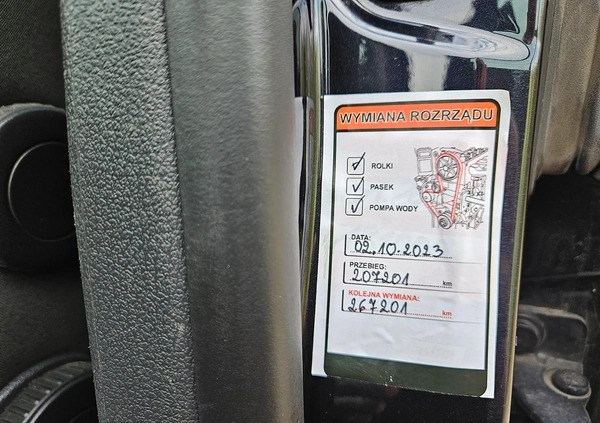 WYMIANA ROZRZĄDU
ROLKI
PASEK
POMPA WODY
DATA:
02.10.2023
PRZEBIEG:
207201 km
KOLEJNA WYMIANA:
267201 km